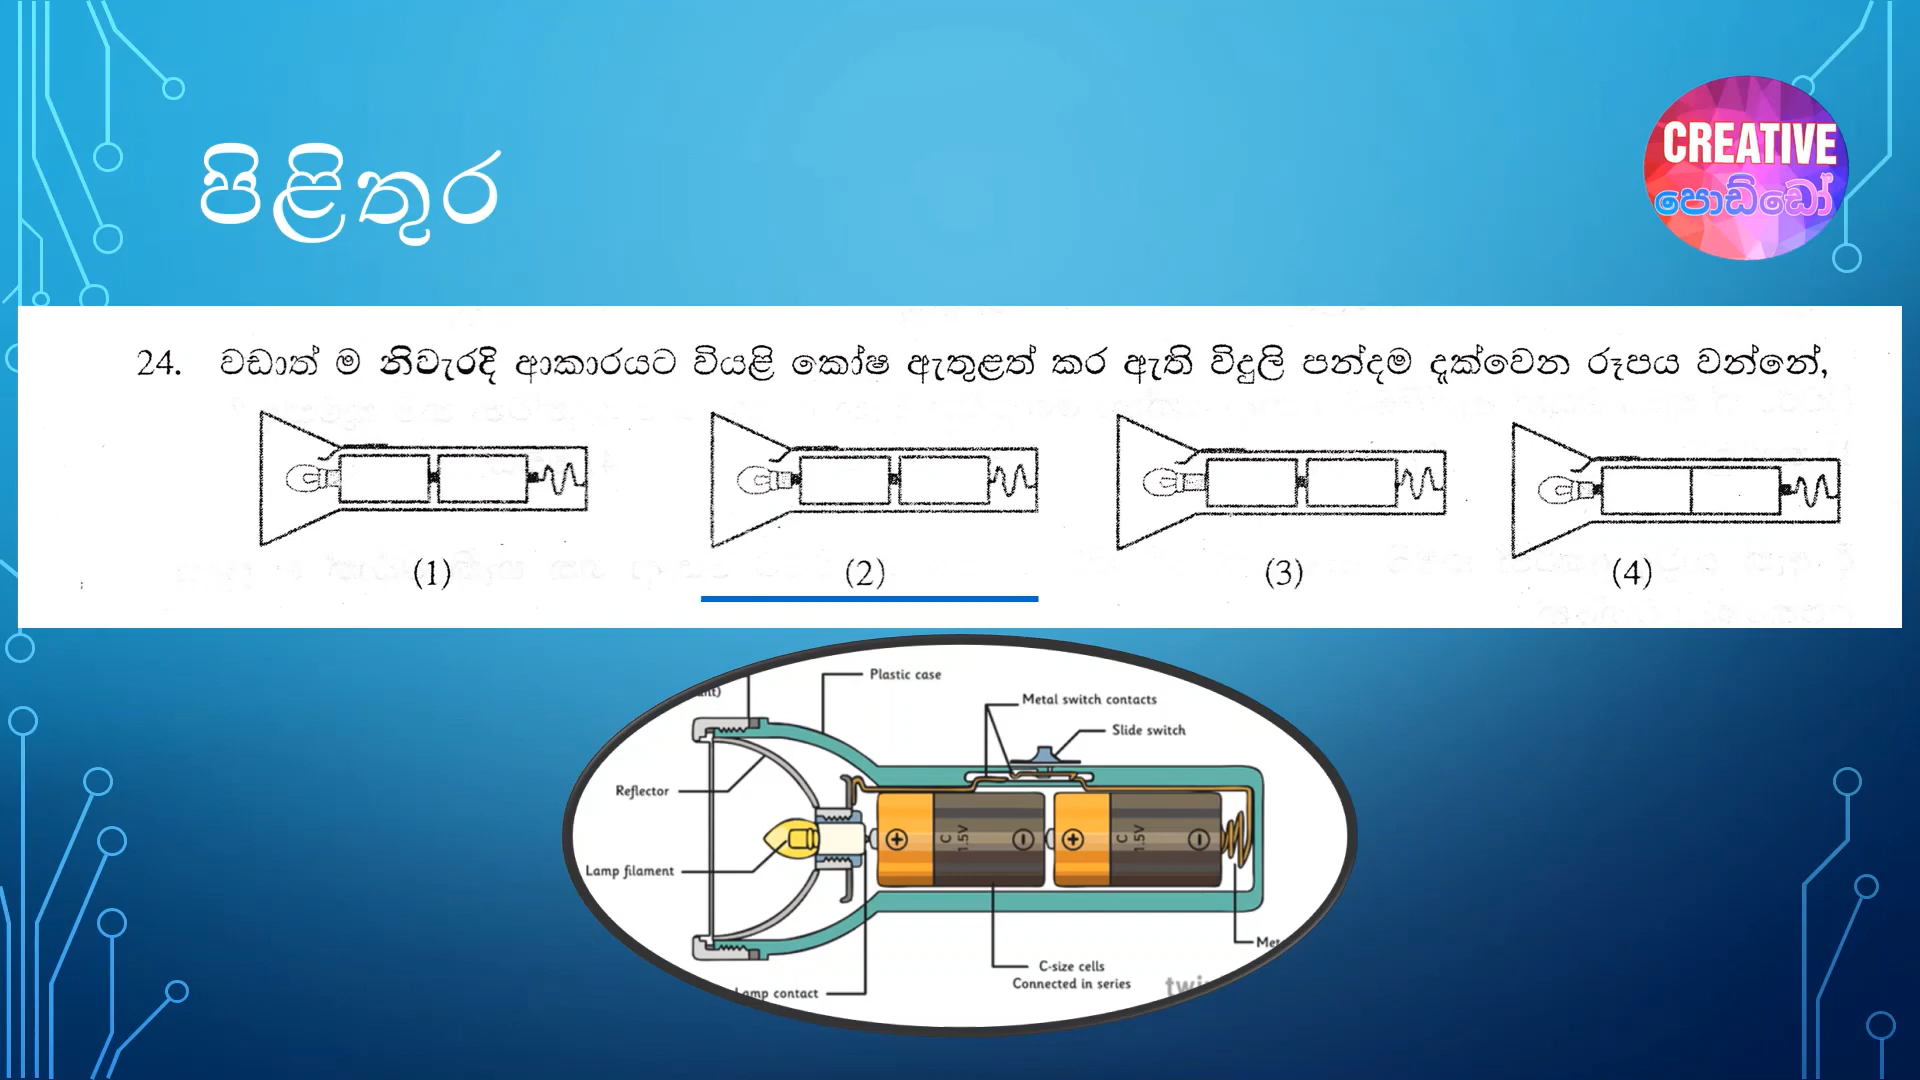 පිළිතුර
CREATIVE
පොඩ්ඩෝ
24. වඩාත් ම නිවැරදි ආකාරයට වියළි කෝෂ ඇතුළත් කර ඇති විදුලි පන්දම දැක්වෙන රූපය වන්නේ,
(1) (2) (3) (4)
Plastic case
Metal switch contacts
Slide switch
Reflector
C 1.5V
C 1.5V
Lamp filament
C-size cells
Connected in series
contact